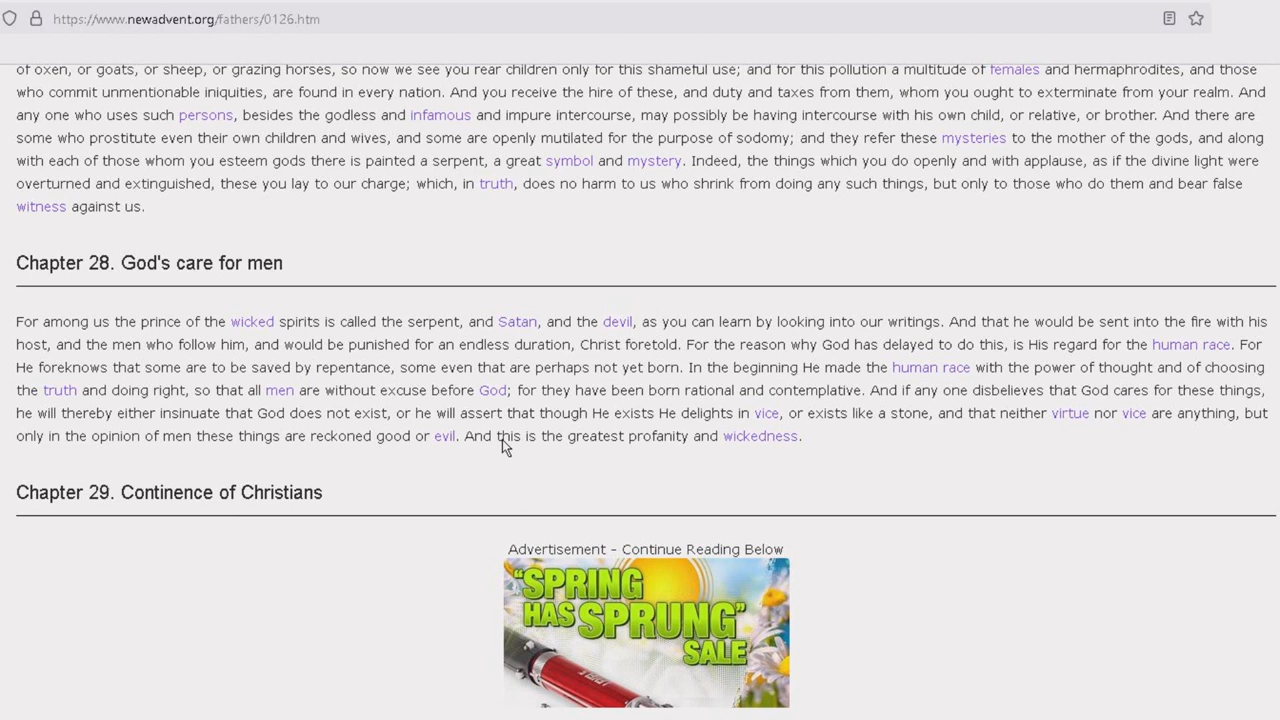 https://www.newadvent.org/fathers/0126.htm
of oxen, or goats, or sheep, or grazing horses, so now we see you rear children only for this shameful use; and for this pollution a multitude of females and hermaphrodites, and those
who commit unmentionable iniquities, are found in every nation. And you receive the hire of these, and duty and taxes from them, whom you ought to exterminate from your realm. And
any one who uses such persons, besides the godless and infamous and impure intercourse, may possibly be having intercourse with his own child, or relative, or brother. And there are
some who prostitute even their own children and wives, and some are openly mutilated for the purpose of sodomy; and they refer these mysteries to the mother of the gods, and along
with each of those whom you esteem gods there is painted a serpent, a great symbol and mystery. Indeed, the things which you do openly and with applause, as if the divine light were
overturned and extinguished, these you lay to our charge; which, in truth, does no harm to us who shrink from doing any such things, but only to those who do them and bear false
witness against us.
Chapter 28. God's care for men
For among us the prince of the wicked spirits is called the serpent, and Satan, and the devil, as you can learn by looking into our writings. And that he would be sent into the fire with his
host, and the men who follow him, and would be punished for an endless duration, Christ foretold. For the reason why God has delayed to do this, is His regard for the human race. For
He foreknows that some are to be saved by repentance, some even that are perhaps not yet born. In the beginning He made the human race with the power of thought and of choosing
the truth and doing right, so that all men are without excuse before God; for they have been born rational and contemplative. And if any one disbelieves that God cares for these things,
he will thereby either insinuate that God does not exist, or he will assert that though He exists He delights in vice, or exists like a stone, and that neither virtue nor vice are anything, but
only in the opinion of men these things are reckoned good or evil. And this is the greatest profanity and wickedness.
Chapter 29. Continence of Christians
Advertisement - Continue Reading Below
"SPRING
HAS SPRUNG"
SALE